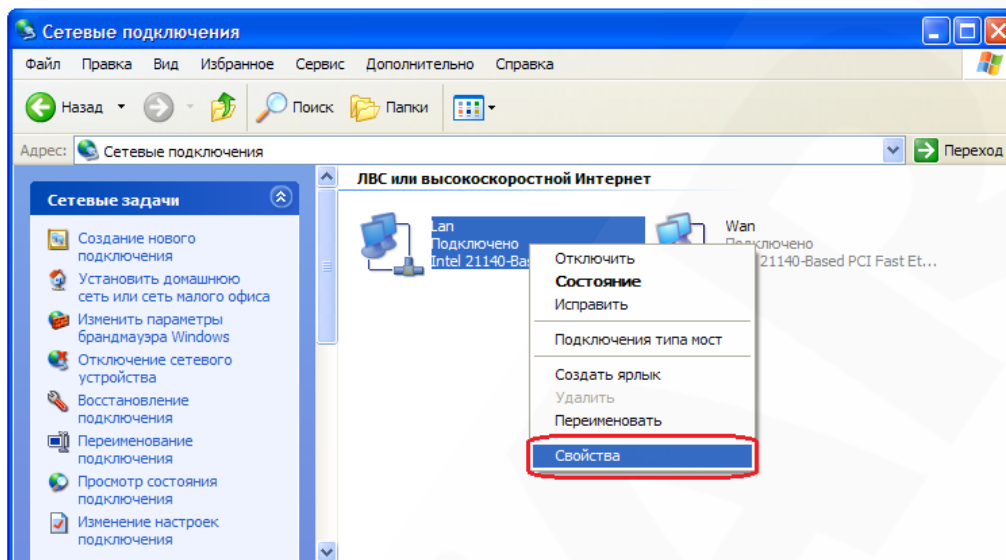 Сетевые подключения
Файл Правка Вид Избранное Сервис Дополнительно Справка
Назад Поиск Папки
Адрес: Сетевые подключения Переход
Сетевые задачи
Создание нового
подключения
Установить домашнюю
сеть или сеть малого офиса
Изменить параметры
брандмауэра Windows
Отключение сетевого
устройства
Восстановление
подключения
Переименование
подключения
Просмотр состояния
подключения
Изменение настроек
подключения
ЛВС или высокоскоростной Интернет
Lan
Подключено
Intel 21140-Ba
Wan
Подключено
21140-Based PCI Fast Et...
Отключить
Состояние
Исправить
Подключения типа мост
Создать ярлык
Удалить
Переименовать
Свойства